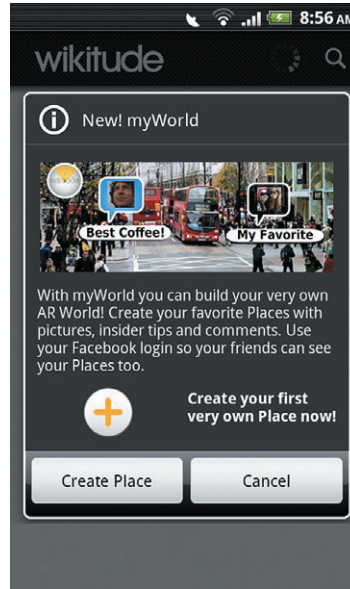 8:56 AM
wikitude
New! myWorld
Best Coffee!
My Favorite
With myWorld you can build your very own
AR World! Create your favorite Places with
pictures, insider tips and comments. Use
your Facebook login so your friends can see
your Places too.
Create your first
very own Place now!
Create Place
Cancel